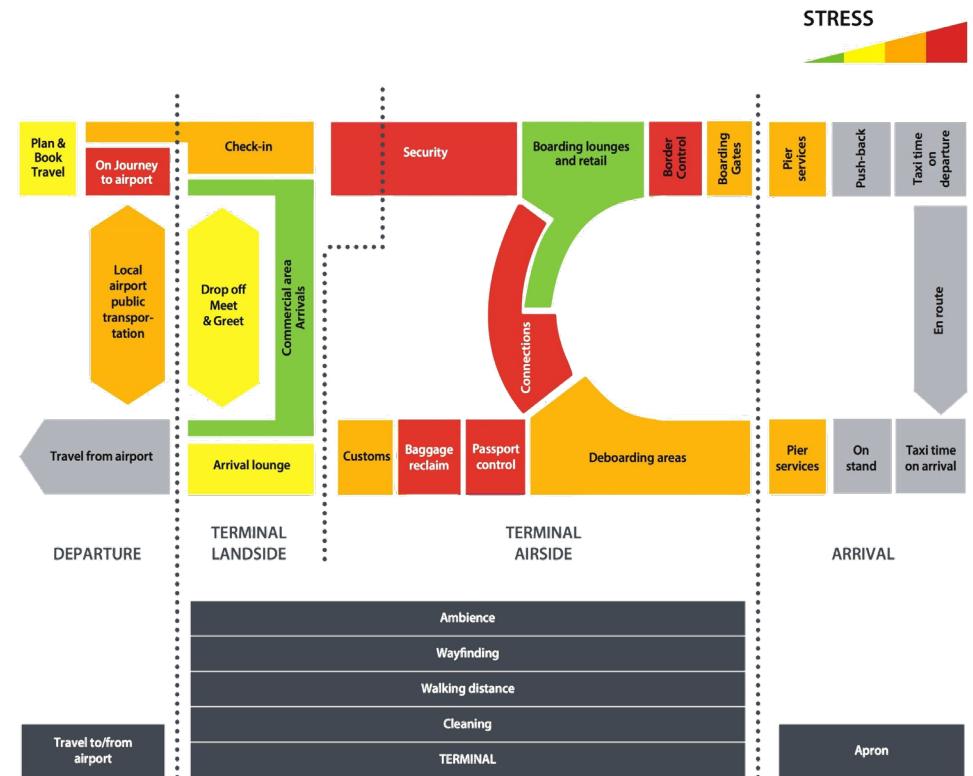 STRESS
Plan &
Book
Travel
On Journey
to airport
Check-in
Security
Boarding lounges
and retail
Border
Control
Boarding
Gates
Pier
services
Push-back
Taxi time
on
departure
Local
airport
public
transpor-
tation
Drop off
Meet
& Greet
Commercial area
Arrivals
Connections
En route
Travel from airport
Arrival lounge
Customs
Baggage
reclaim
Passport
control
Deboarding areas
Pier
services
On
stand
Taxi time
on arrival
DEPARTURE
TERMINAL
LANDSIDE
TERMINAL
AIRSIDE
ARRIVAL
Ambience
Wayfinding
Walking distance
Cleaning
TERMINAL
Travel to/from
airport
Apron